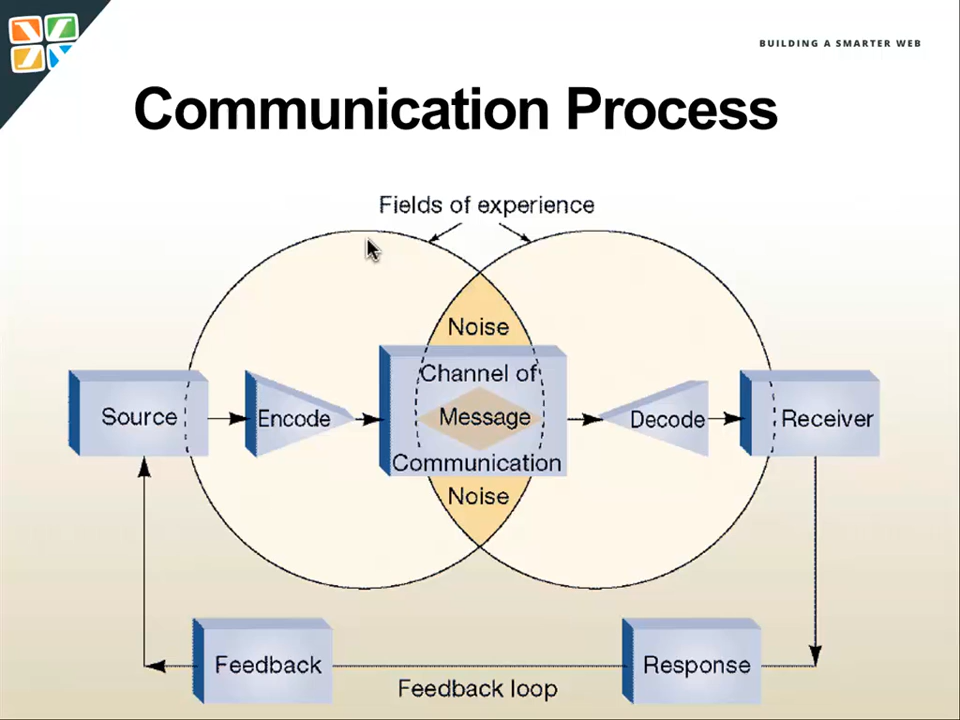 BUILDING A SMARTER WEB
Communication Process
Fields of experience
Noise
Source
Encode
Channel of
Message
Communication
Decode
Receiver
Noise
Feedback
Response
Feedback loop